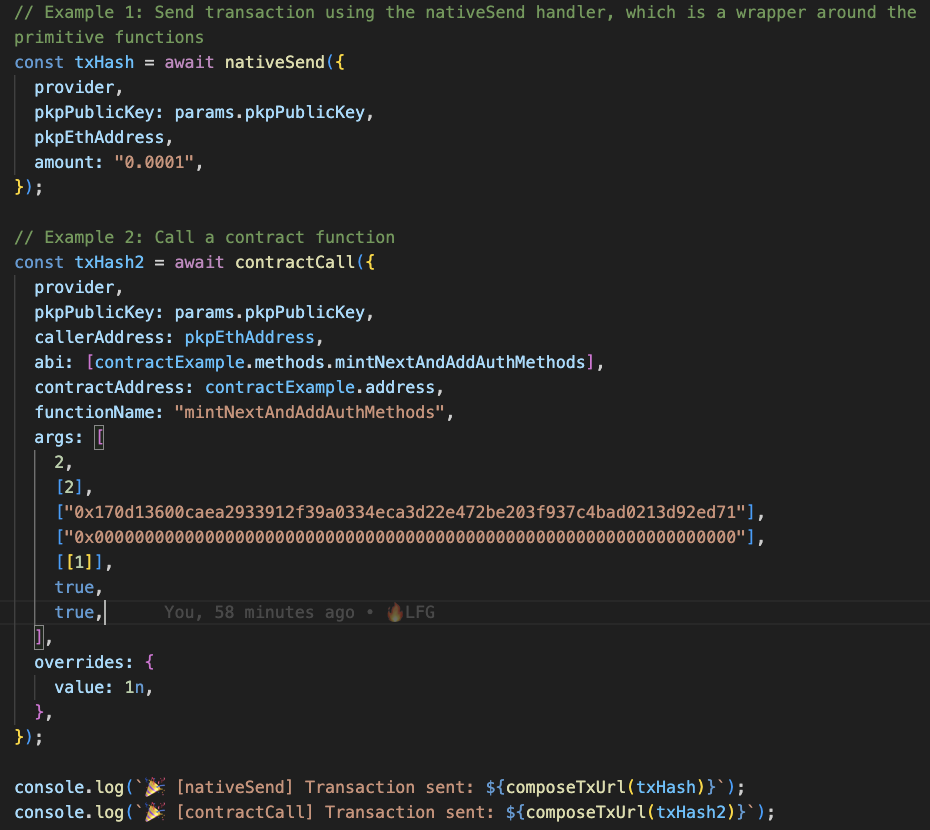 // Example 1: Send transaction using the nativeSend handler, which is a wrapper around the
primitive functions
const txHash = await nativeSend({
provider,
pkpPublicKey: params.pkpPublicKey,
pkpEthAddress,
amount: "0.0001",
});
// Example 2: Call a contract function
const txHash2 = await contractCall({
provider,
pkpPublicKey: params.pkpPublicKey,
callerAddress: pkpEthAddress,
abi: [contractExample.methods.mintNextAndAddAuthMethods],
contractAddress: contractExample.address,
functionName: "mintNextAndAddAuthMethods",
args: [
2,
[2],
["0x170d13600caea2933912f39a0334eca3d22e472be203f937c4bad0213d92ed71"],
["0x0000000000000000000000000000000000000000000000000000000000000000"],
[[1]],
true,
true, You, 58 minutes ago • 🔥LFG
],
overrides: {
value: 1n,
},
});
console.log(`🎉 [nativeSend] Transaction sent: ${composeTxUrl(txHash)}`);
console.log(`🎉 [contractCall] Transaction sent: ${composeTxUrl(txHash2)}`);